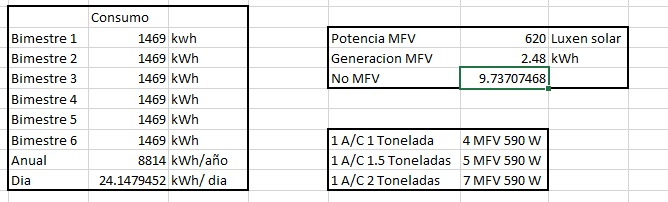 Consumo
Bimestre 1 1469 kwh
Bimestre 2 1469 kWh
Bimestre 3 1469 kWh
Bimestre 4 1469 kWh
Bimestre 5 1469 kWh
Bimestre 6 1469 kWh
Anual 8814 kWh/año
Dia 24.1479452 kWh/ dia
Potencia MFV 620 Luxen solar
Generacion MFV 2.48 kWh
No MFV 9.73707468
1 A/C 1 Tonelada 4 MFV 590 W
1 A/C 1.5 Toneladas 5 MFV 590 W
1 A/C 2 Toneladas 7 MFV 590 W